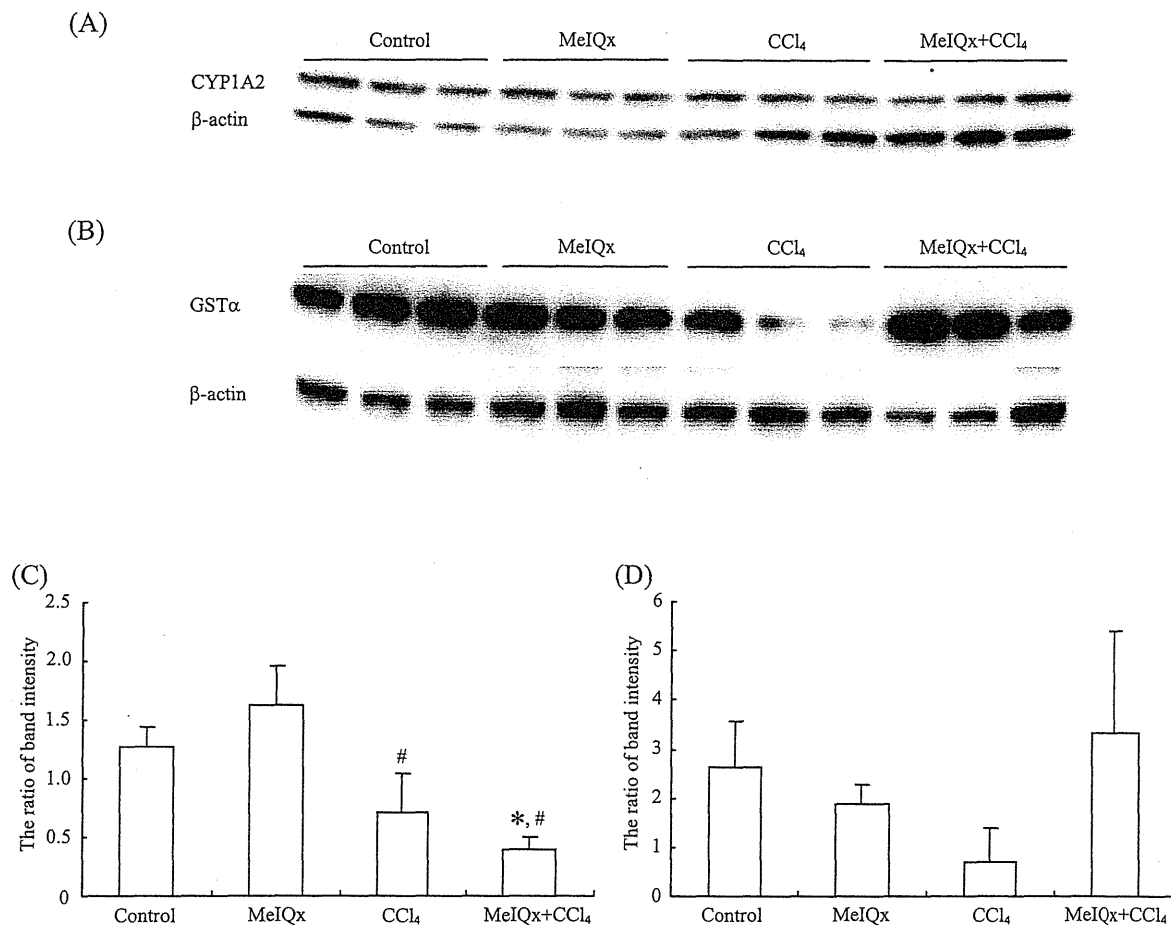 (A)
Control MeIQx CCl₄ MeIQx+CCl₄
CYP1A2
β-actin
(B)
Control MeIQx CCl₄ MeIQx+CCl₄
GSTα
β-actin
(C)
The ratio of band intensity
2.5
2.0
1.5
1.0
0.5
0
#
*, #
Control MeIQx CCl₄ MeIQx+CCl₄
(D)
The ratio of band intensity
6
5
4
3
2
1
0
Control MeIQx CCl₄ MeIQx+CCl₄